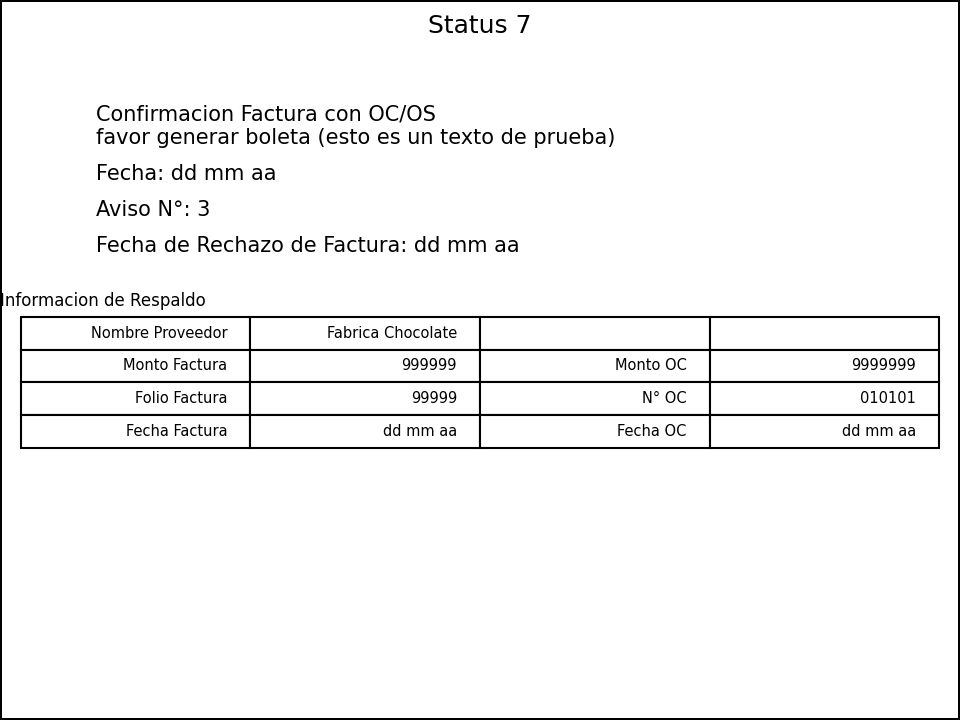 Status 7
Confirmacion Factura con OC/OS
favor generar boleta (esto es un texto de prueba)
Fecha: dd mm aa
Aviso N°: 3
Fecha de Rechazo de Factura: dd mm aa
Informacion de Respaldo
Nombre Proveedor Fabrica Chocolate
Monto Factura 999999 Monto OC 9999999
Folio Factura 99999 N° OC 010101
Fecha Factura dd mm aa Fecha OC dd mm aa